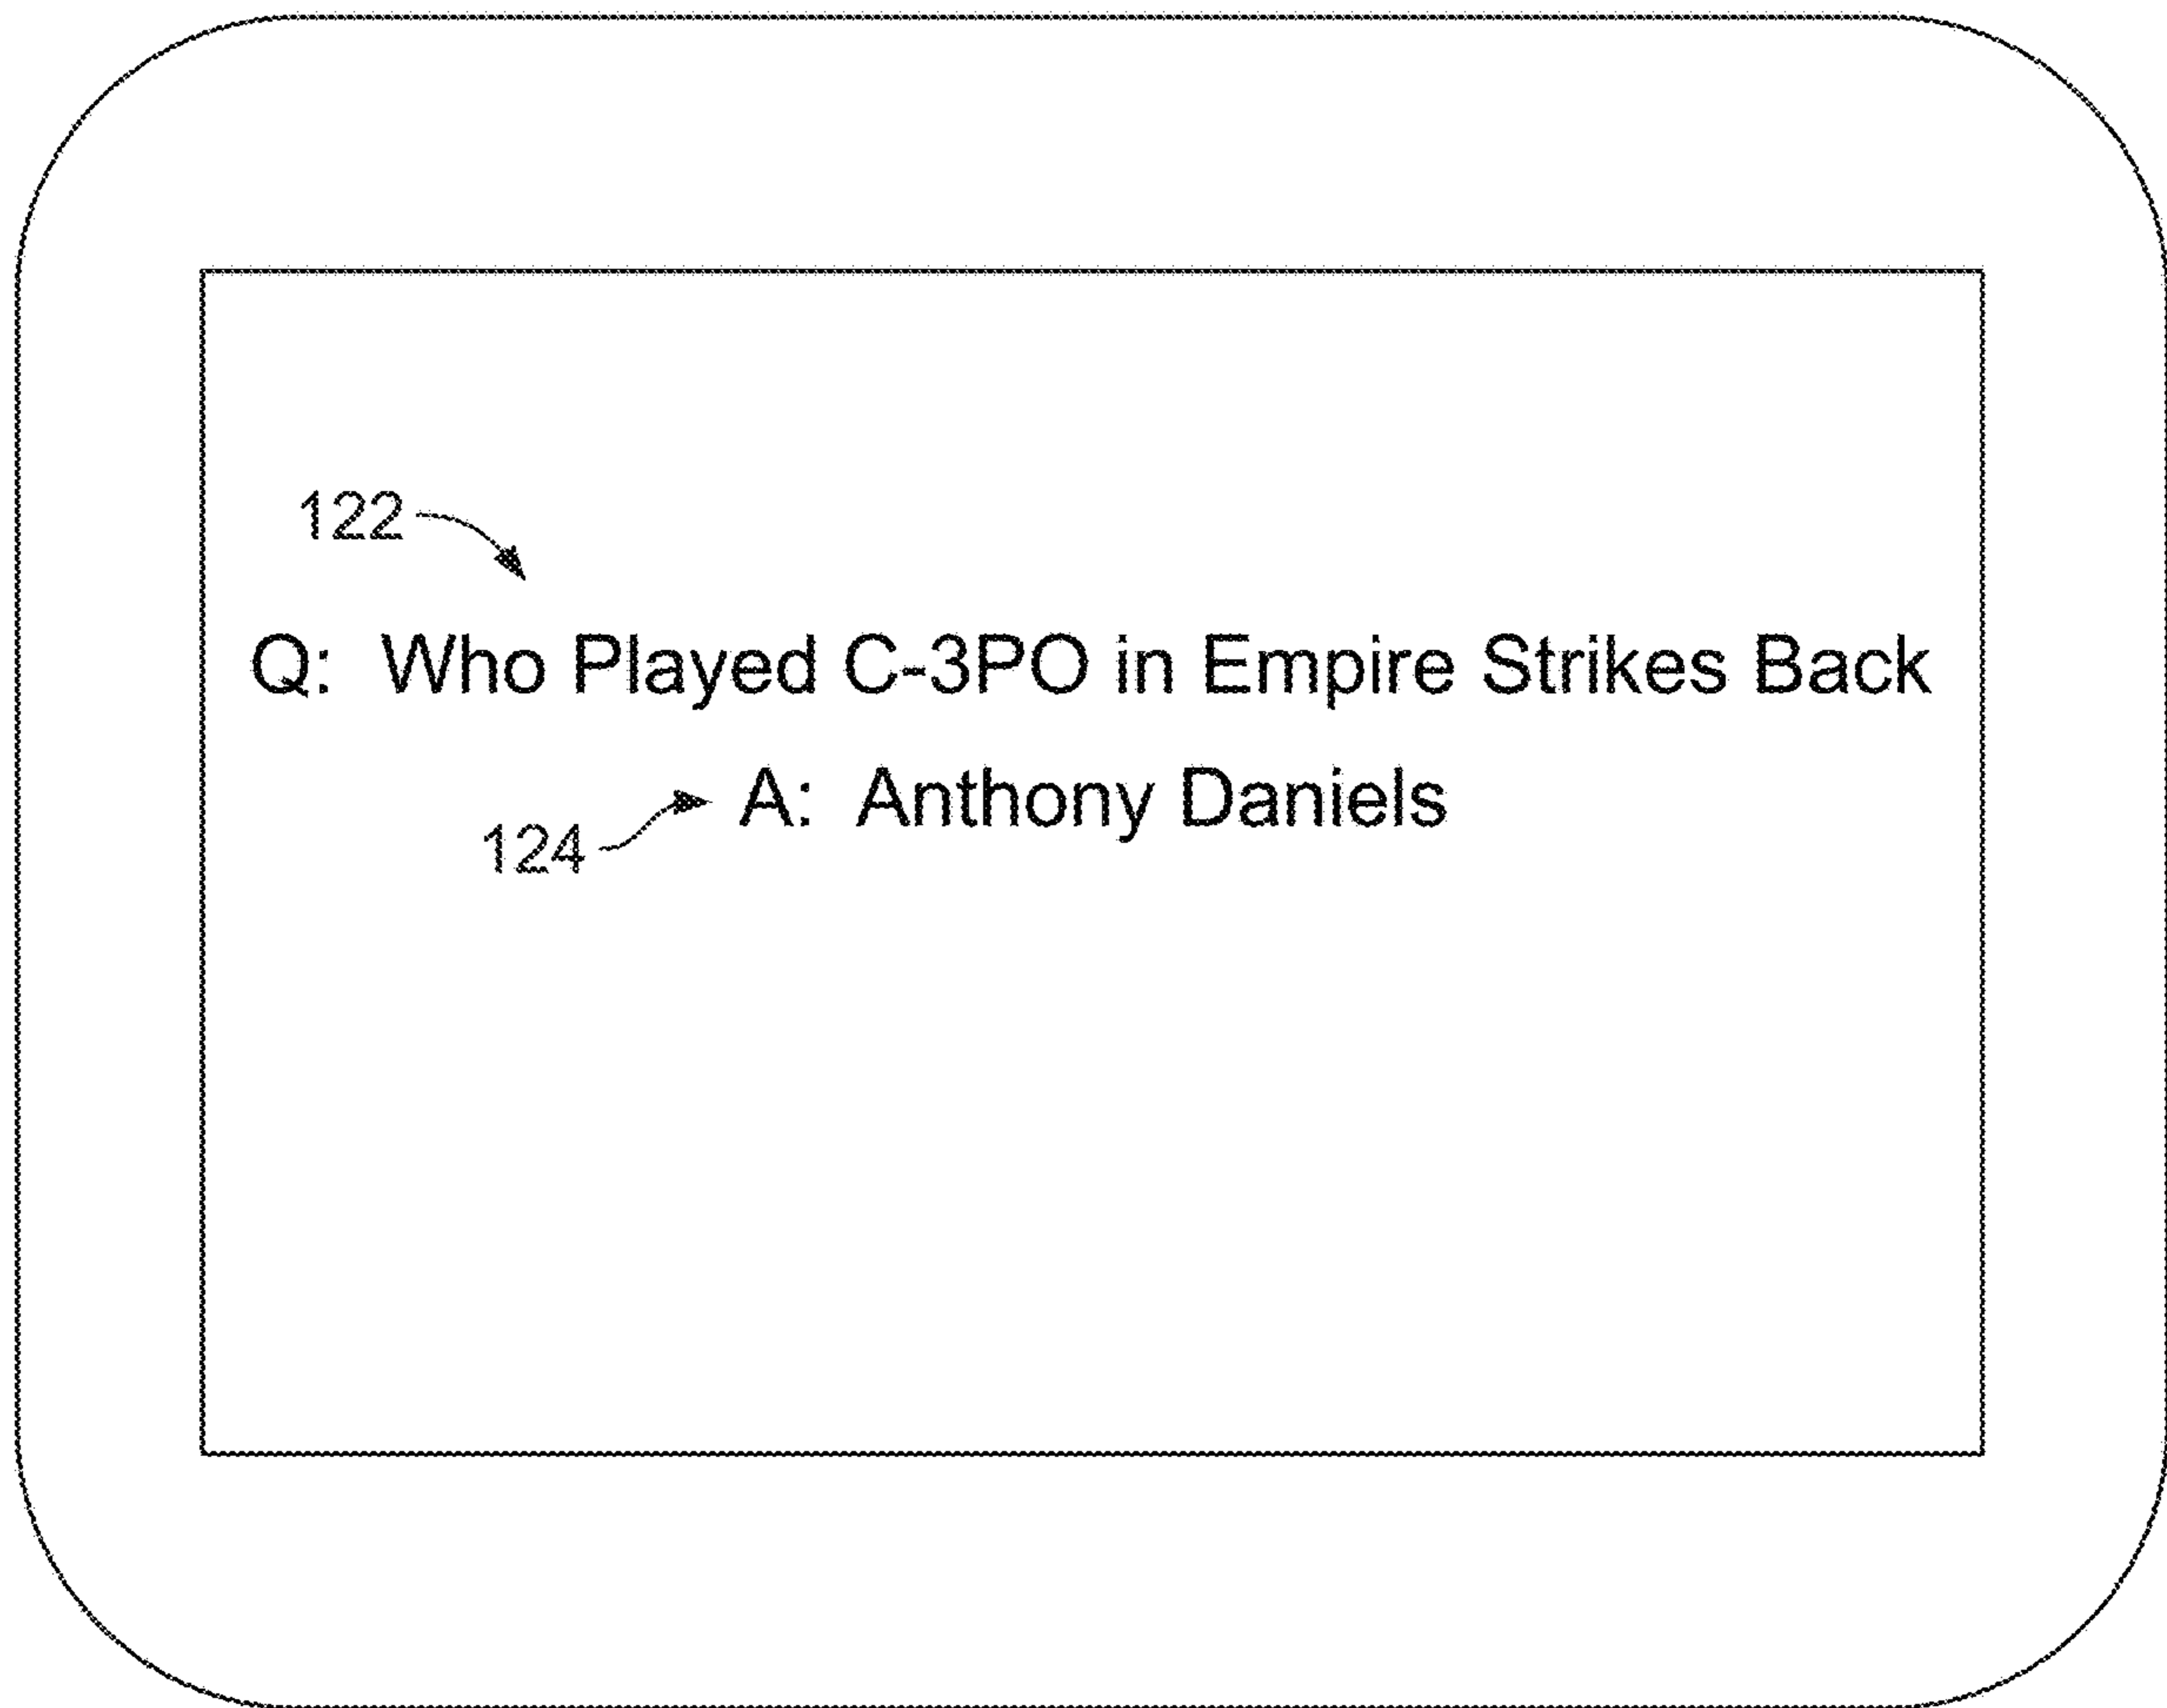 122
Q: Who Played C-3PO in Empire Strikes Back
A: Anthony Daniels
124